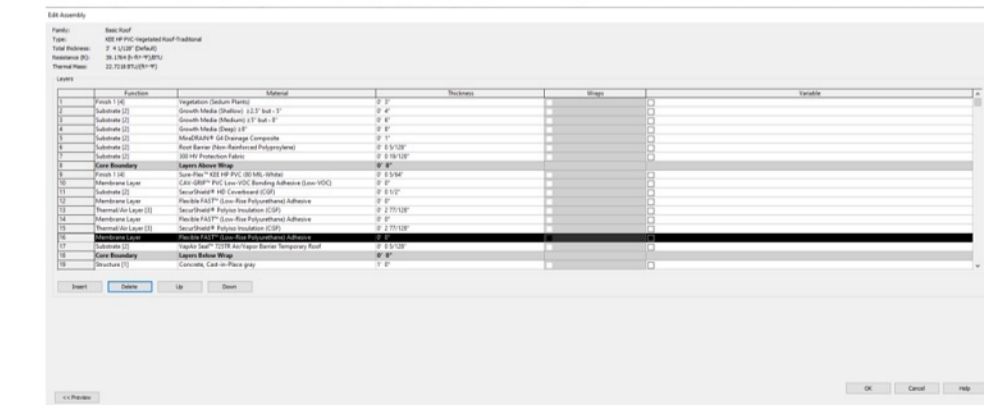 Edit Assembly
Family: Basic Roof
Type: KEE HP PVC-Vegetated Roof-Traditional
Total thickness: 3' 4 1/128" (Default)
Resistance (R):
Thermal Mass:
Layers
Function Material Thickness Wraps Variable
1 Finish 1 [4] Vegetation (Sedum Plants) 0' 3"
2 Substrate [2] Growth Media (Shallow) ≥2.5" but < 5" 0' 4"
3 Substrate [2] Growth Media (Medium) ≥5" but < 8" 0' 6"
4 Substrate [2] Growth Media (Deep) ≥8" 0' 8"
5 Substrate [2] MiraDRAIN® G4 Drainage Composite 0' 1"
6 Substrate [2] Root Barrier (Non-Reinforced Polypropylene) 0' 0 5/128"
7 Substrate [2] 300 HV Protection Fabric 0' 0 18/128"
8 Core Boundary Layers Above Wrap 0' 0"
9 Finish 1 [4] Sure-Flex™ KEE HP PVC (80 MIL-White) 0' 0 5/64"
10 Membrane Layer CAV-GRIP™ PVC Low-VOC Bonding Adhesive (Low-VOC) 0' 0"
11 Substrate [2] SecurShield® HD Coverboard (CGF) 0' 0 1/2"
12 Membrane Layer Flexible FAST™ (Low-Rise Polyurethane) Adhesive 0' 0"
13 Thermal/Air Layer [3] SecurShield® Polyiso Insulation (CGF) 0' 2 77/128"
14 Membrane Layer Flexible FAST™ (Low-Rise Polyurethane) Adhesive 0' 0"
15 Thermal/Air Layer [3] SecurShield® Polyiso Insulation (CGF) 0' 2 77/128"
16 Membrane Layer Flexible FAST™ (Low-Rise Polyurethane) Adhesive 0' 0"
17 Substrate [2] VapAir Seal™ 725TR Air/Vapor Barrier Temporary Roof 0' 0 5/128"
18 Core Boundary Layers Below Wrap 0' 0"
19 Structure [1] Concrete, Cast-in-Place gray 1' 0"
Insert Delete Up Down
OK Cancel Help
<< Preview